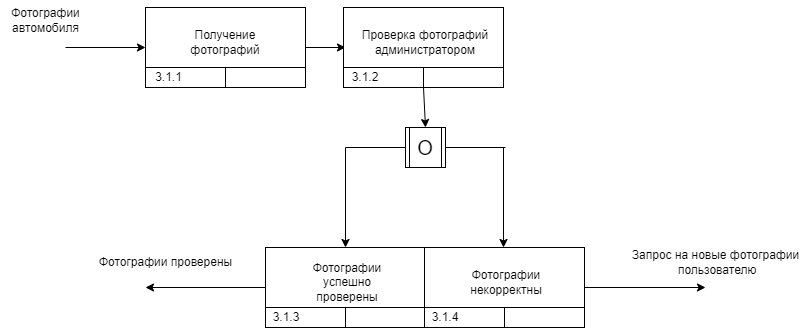 Фотографии
автомобиля
Получение
фотографий
3.1.1
Проверка фотографий
администратором
3.1.2
O
Фотографии проверены
Фотографии
успешно
проверены
3.1.3
Фотографии
некорректны
3.1.4
Запрос на новые фотографии
пользователю